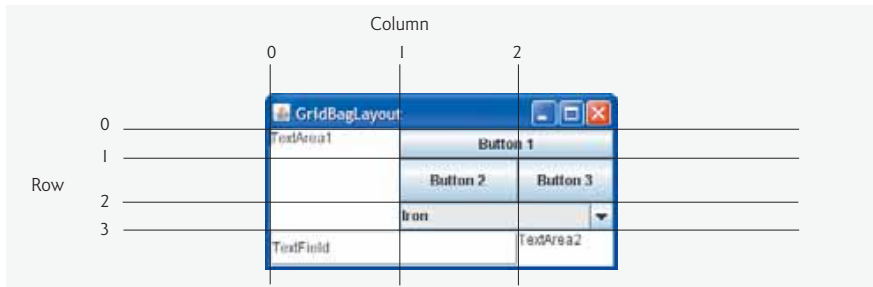 Column
0 1 2
GridBagLayout
0
TextArea1 Button 1
1
Row
Button 2 Button 3
2
Iron
3
TextField TextArea2